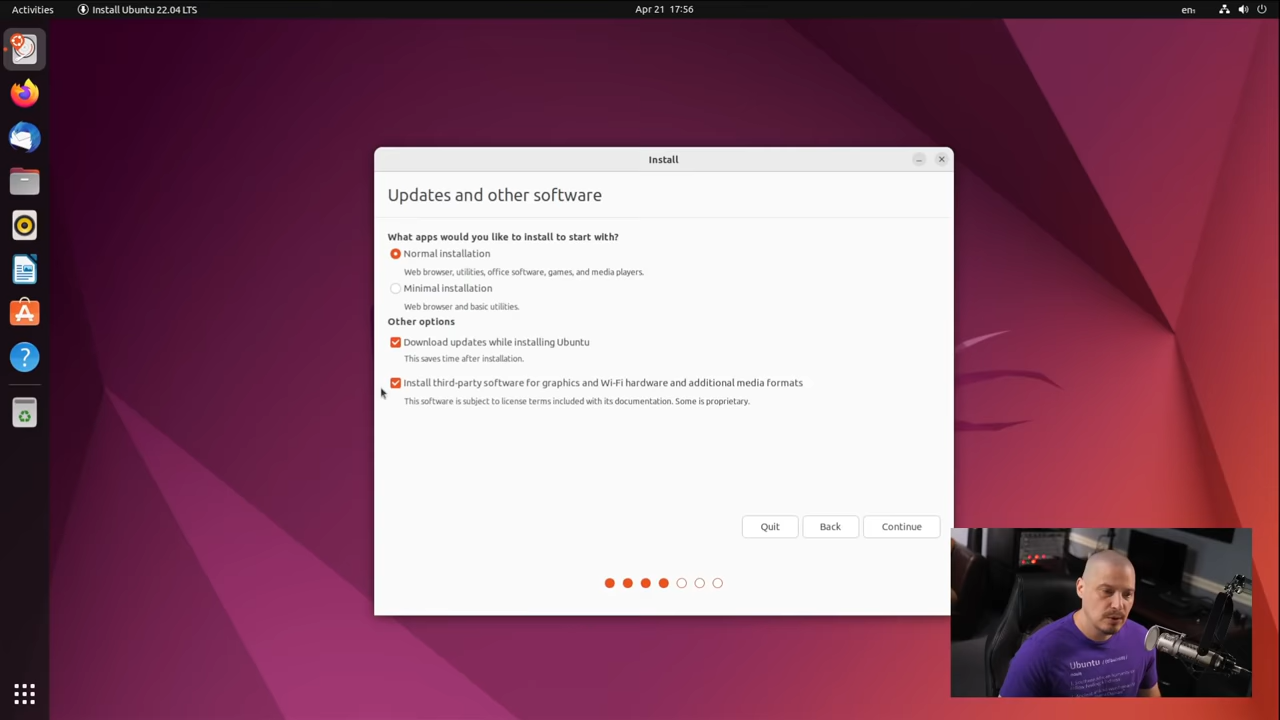 Activities
Install Ubuntu 22.04 LTS
Apr 21 17:56
en
Install
Updates and other software
What apps would you like to install to start with?
Normal installation
Web browser, utilities, office software, games, and media players.
Minimal installation
Web browser and basic utilities.
Other options
Download updates while installing Ubuntu
This saves time after installation.
Install third-party software for graphics and Wi-Fi hardware and additional media formats
This software is subject to license terms included with its documentation. Some is proprietary.
Quit
Back
Continue
Ubuntu